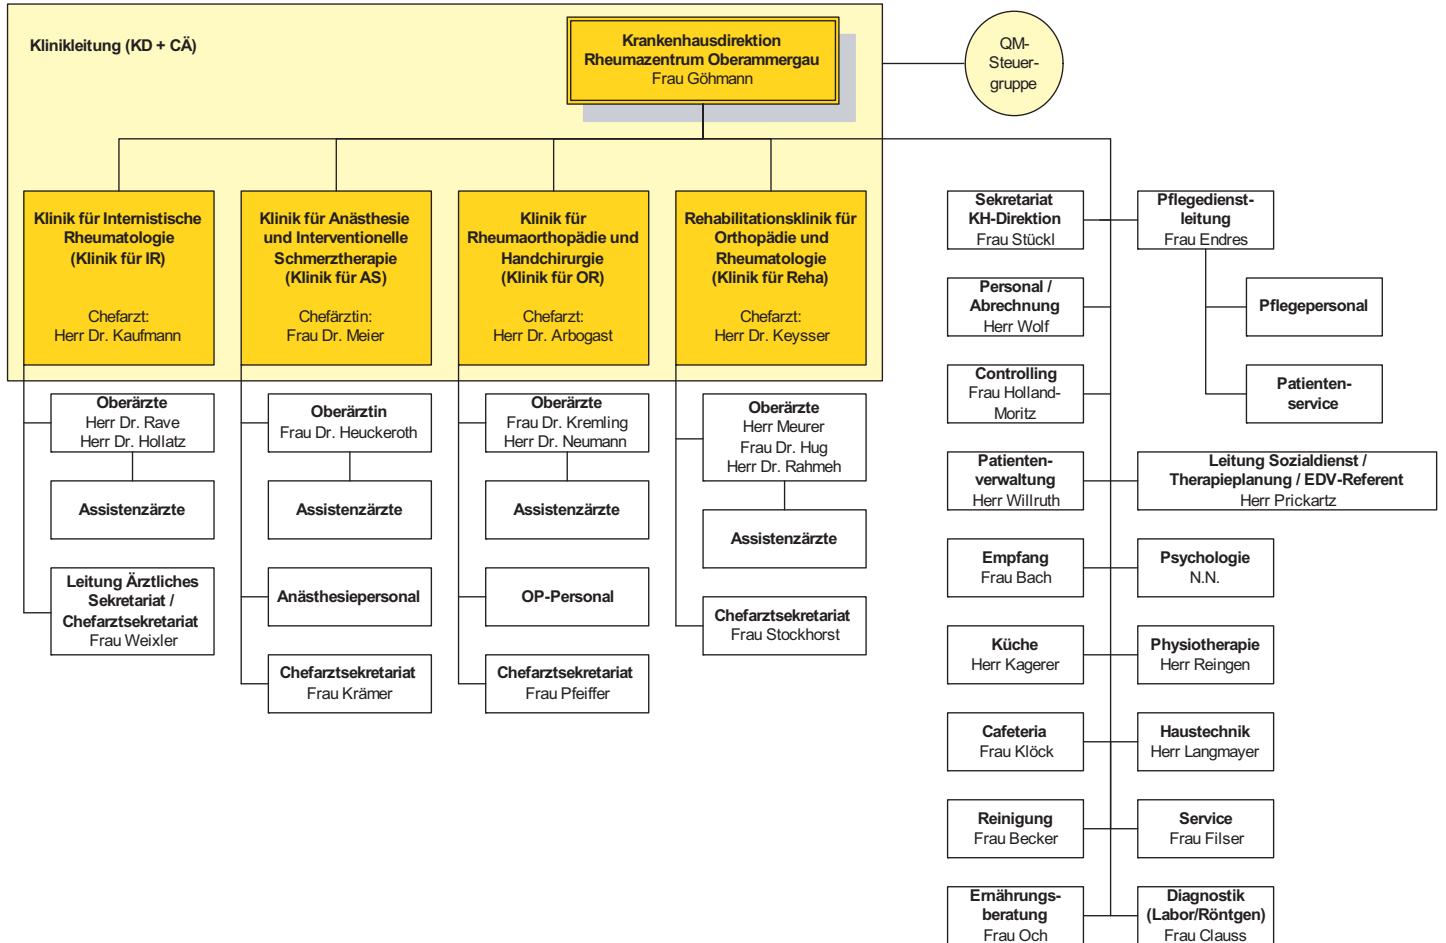 Klinikleitung (KD + CÄ)
Krankenhausdirektion
Rheumazentrum Oberammergau
Frau Göhmann
QM-
Steuer-
gruppe
Klinik für Internistische
Rheumatologie
(Klinik für IR)
Chefarzt:
Herr Dr. Kaufmann
Klinik für Anästhesie
und Interventionelle
Schmerztherapie
(Klinik für AS)
Chefärztin:
Frau Dr. Meier
Klinik für
Rheumaorthopädie und
Handchirurgie
(Klinik für OR)
Chefarzt:
Herr Dr. Arbogast
Rehabilitationsklinik für
Orthopädie und
Rheumatologie
(Klinik für Reha)
Chefarzt:
Herr Dr. Keysser
Oberärzte
Herr Dr. Rave
Herr Dr. Hollatz
Assistenzärzte
Leitung Ärztliches
Sekretariat /
Chefarztsekretariat
Frau Weixler
Oberärztin
Frau Dr. Heuckeroth
Assistenzärzte
Anästhesiepersonal
Chefarztsekretariat
Frau Krämer
Oberärzte
Frau Dr. Kremling
Herr Dr. Neumann
Assistenzärzte
OP-Personal
Chefarztsekretariat
Frau Pfeiffer
Oberärzte
Herr Meurer
Frau Dr. Hug
Herr Dr. Rahmeh
Assistenzärzte
Chefarztsekretariat
Frau Stockhorst
Sekretariat
KH-Direktion
Frau Stückl
Pflegedienst-
leitung
Frau Endres
Personal /
Abrechnung
Herr Wolf
Pflegepersonal
Controlling
Frau Holland-
Moritz
Patienten-
service
Patienten-
verwaltung
Herr Willruth
Leitung Sozialdienst /
Therapieplanung / EDV-Referent
Herr Prickartz
Empfang
Frau Bach
Psychologie
N.N.
Küche
Herr Kagerer
Physiotherapie
Herr Reingen
Cafeteria
Frau Klöck
Haustechnik
Herr Langmayer
Reinigung
Frau Becker
Service
Frau Filser
Ernährungs-
beratung
Frau Och
Diagnostik
(Labor/Röntgen)
Frau Clauss